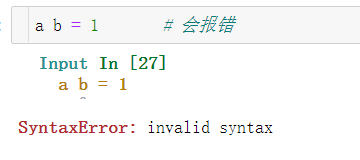 a b = 1 # 会报错
Input In [27]
a b = 1
^
SyntaxError: invalid syntax